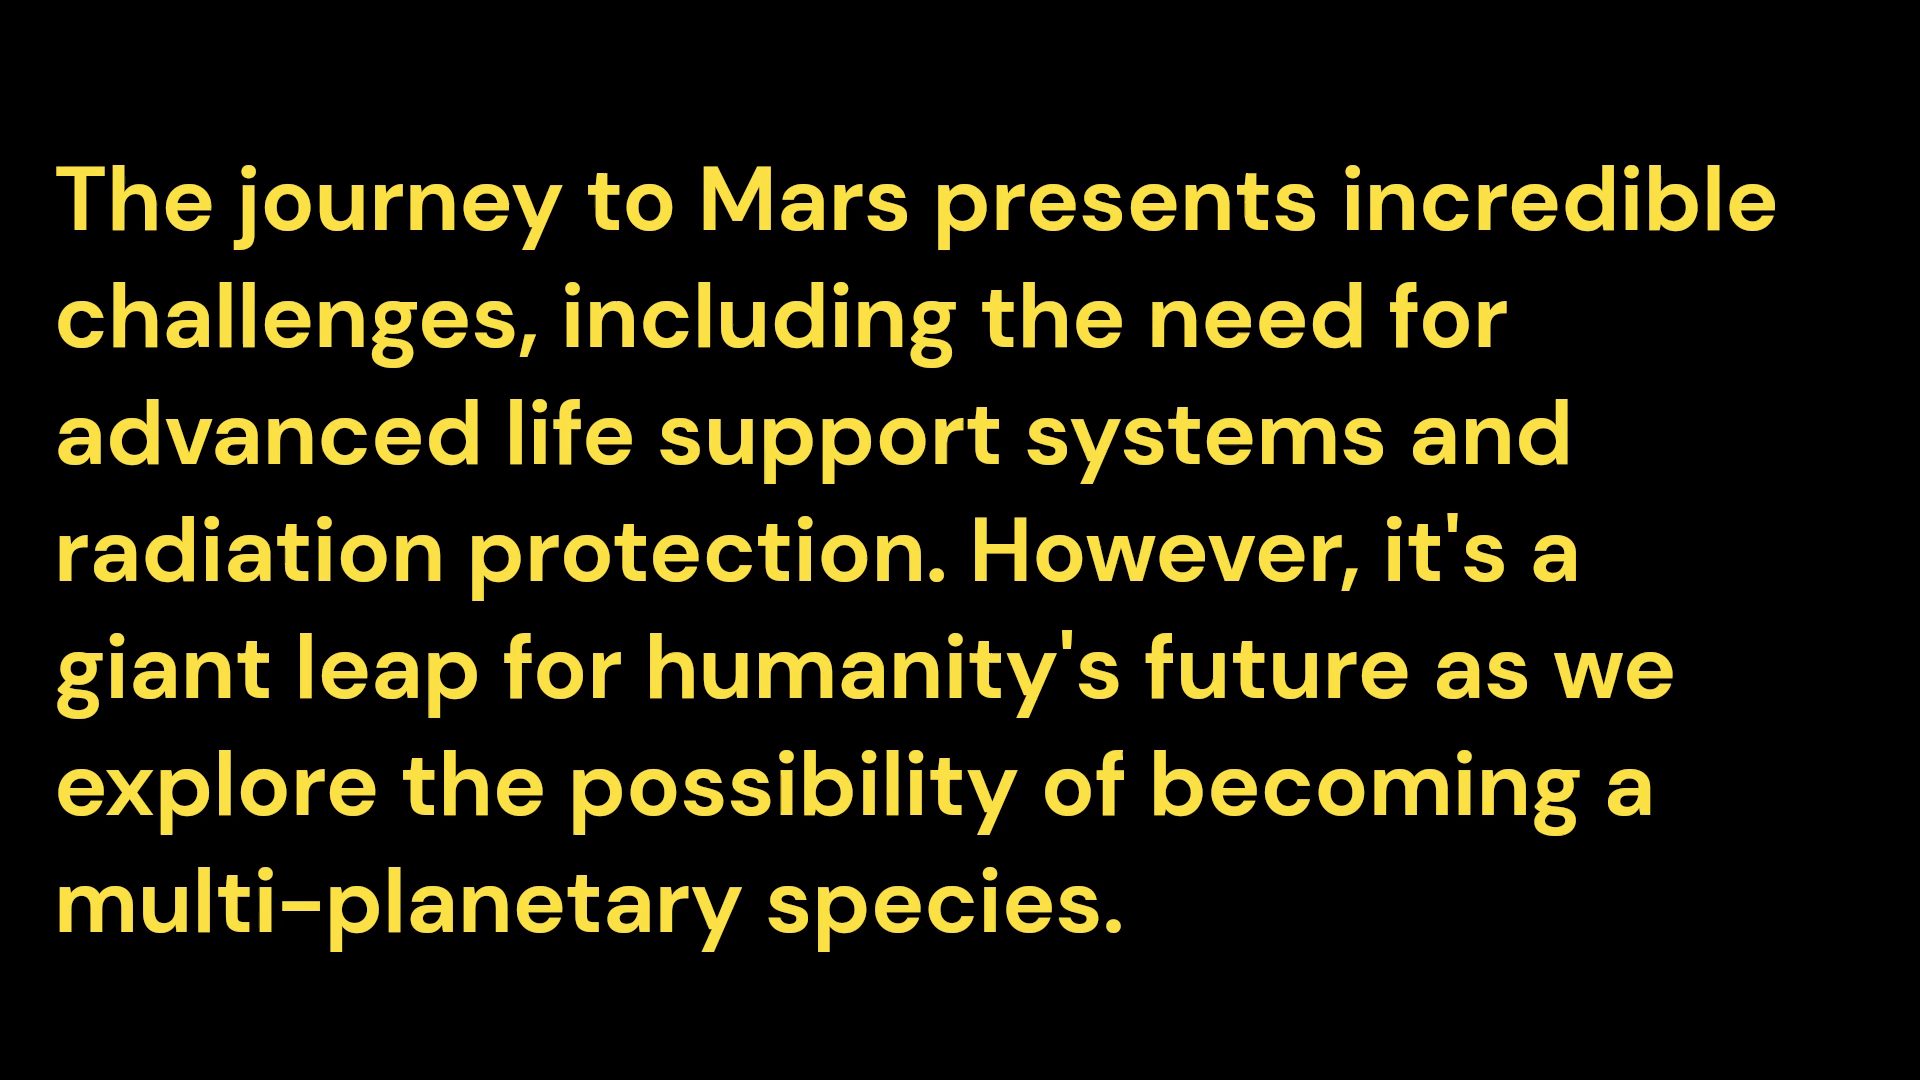 The journey to Mars presents incredible
challenges, including the need for
advanced life support systems and
radiation protection. However, it's a
giant leap for humanity's future as we
explore the possibility of becoming a
multi-planetary species.